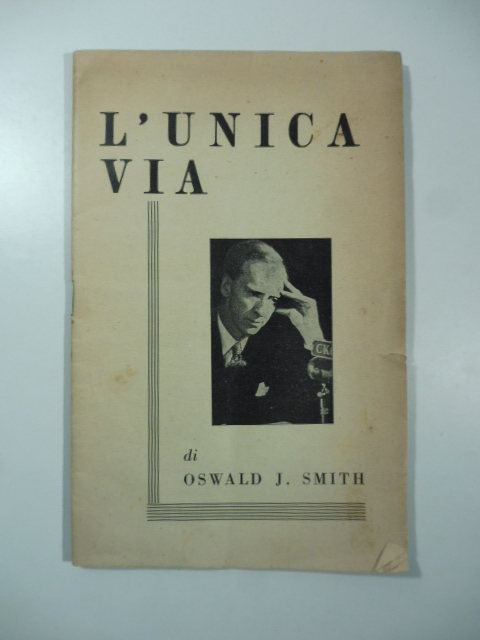 L'UNICA
VIA
di
OSWALD J. SMITH